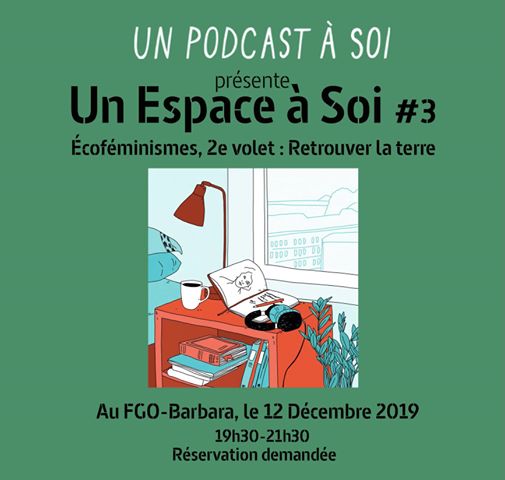 UN PODCAST À SOI
présente
Un Espace à Soi #3
Écoféminismes, 2e volet : Retrouver la terre
Au FGO-Barbara, le 12 Décembre 2019
19h30-21h30
Réservation demandée